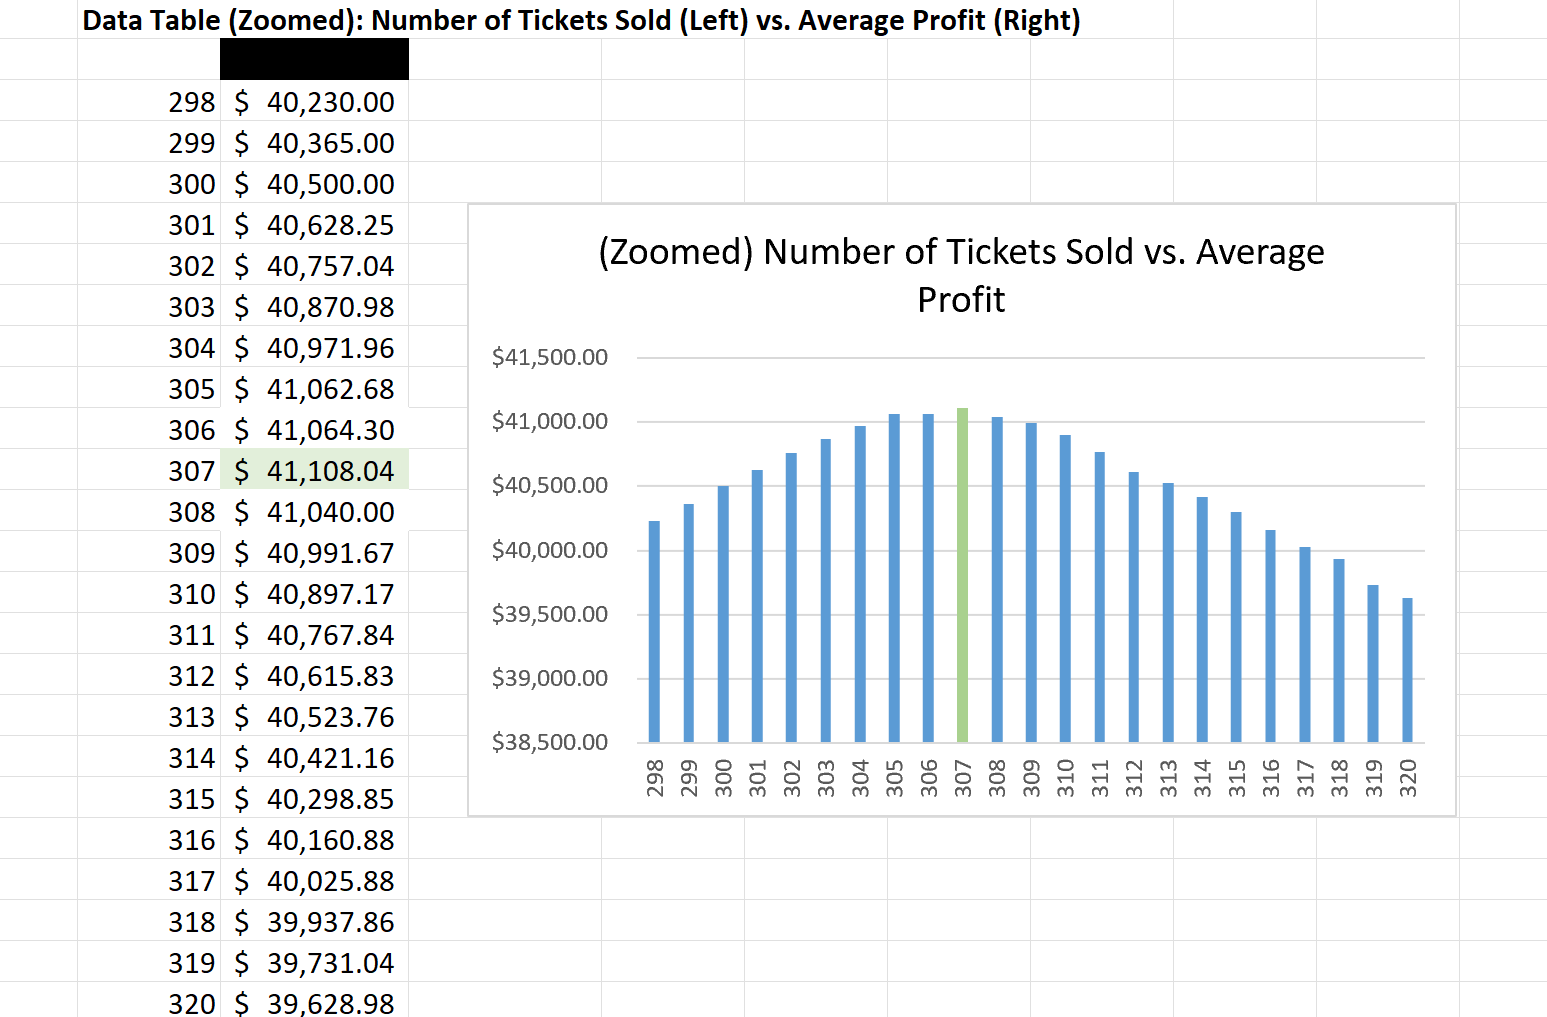 Data Table (Zoomed): Number of Tickets Sold (Left) vs. Average Profit (Right)
298 $ 40,230.00
299 $ 40,365.00
300 $ 40,500.00
301 $ 40,628.25
302 $ 40,757.04
303 $ 40,870.98
304 $ 40,971.96
305 $ 41,062.68
306 $ 41,064.30
307 $ 41,108.04
308 $ 41,040.00
309 $ 40,991.67
310 $ 40,897.17
311 $ 40,767.84
312 $ 40,615.83
313 $ 40,523.76
314 $ 40,421.16
315 $ 40,298.85
316 $ 40,160.88
317 $ 40,025.88
318 $ 39,937.86
319 $ 39,731.04
320 $ 39,628.98
(Zoomed) Number of Tickets Sold vs. Average
Profit
$41,500.00
$41,000.00
$40,500.00
$40,000.00
$39,500.00
$39,000.00
$38,500.00
298 299 300 301 302 303 304 305 306 307 308 309 310 311 312 313 314 315 316 317 318 319 320